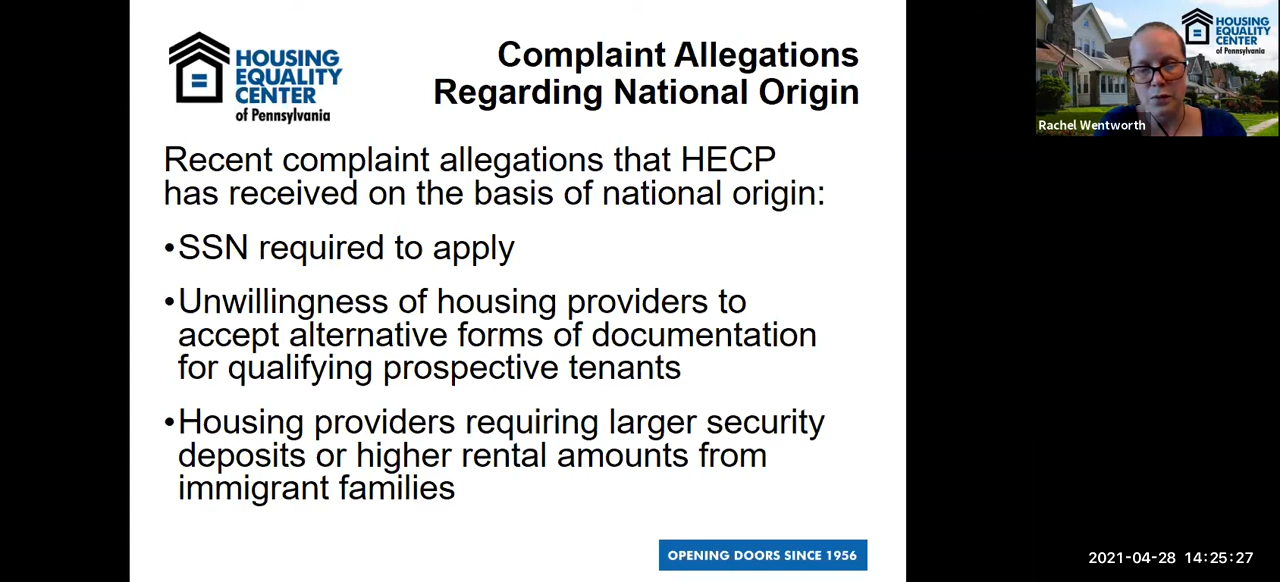 HOUSING
EQUALITY
CENTER
of Pennsylvania
Complaint Allegations
Regarding National Origin
Recent complaint allegations that HECP
has received on the basis of national origin:
•SSN required to apply
•Unwillingness of housing providers to
accept alternative forms of documentation
for qualifying prospective tenants
•Housing providers requiring larger security
deposits or higher rental amounts from
immigrant families
OPENING DOORS SINCE 1956
HOUSING
EQUALITY
CENTER
of Pennsylvania
Rachel Wentworth
2021-04-28 14:25:27